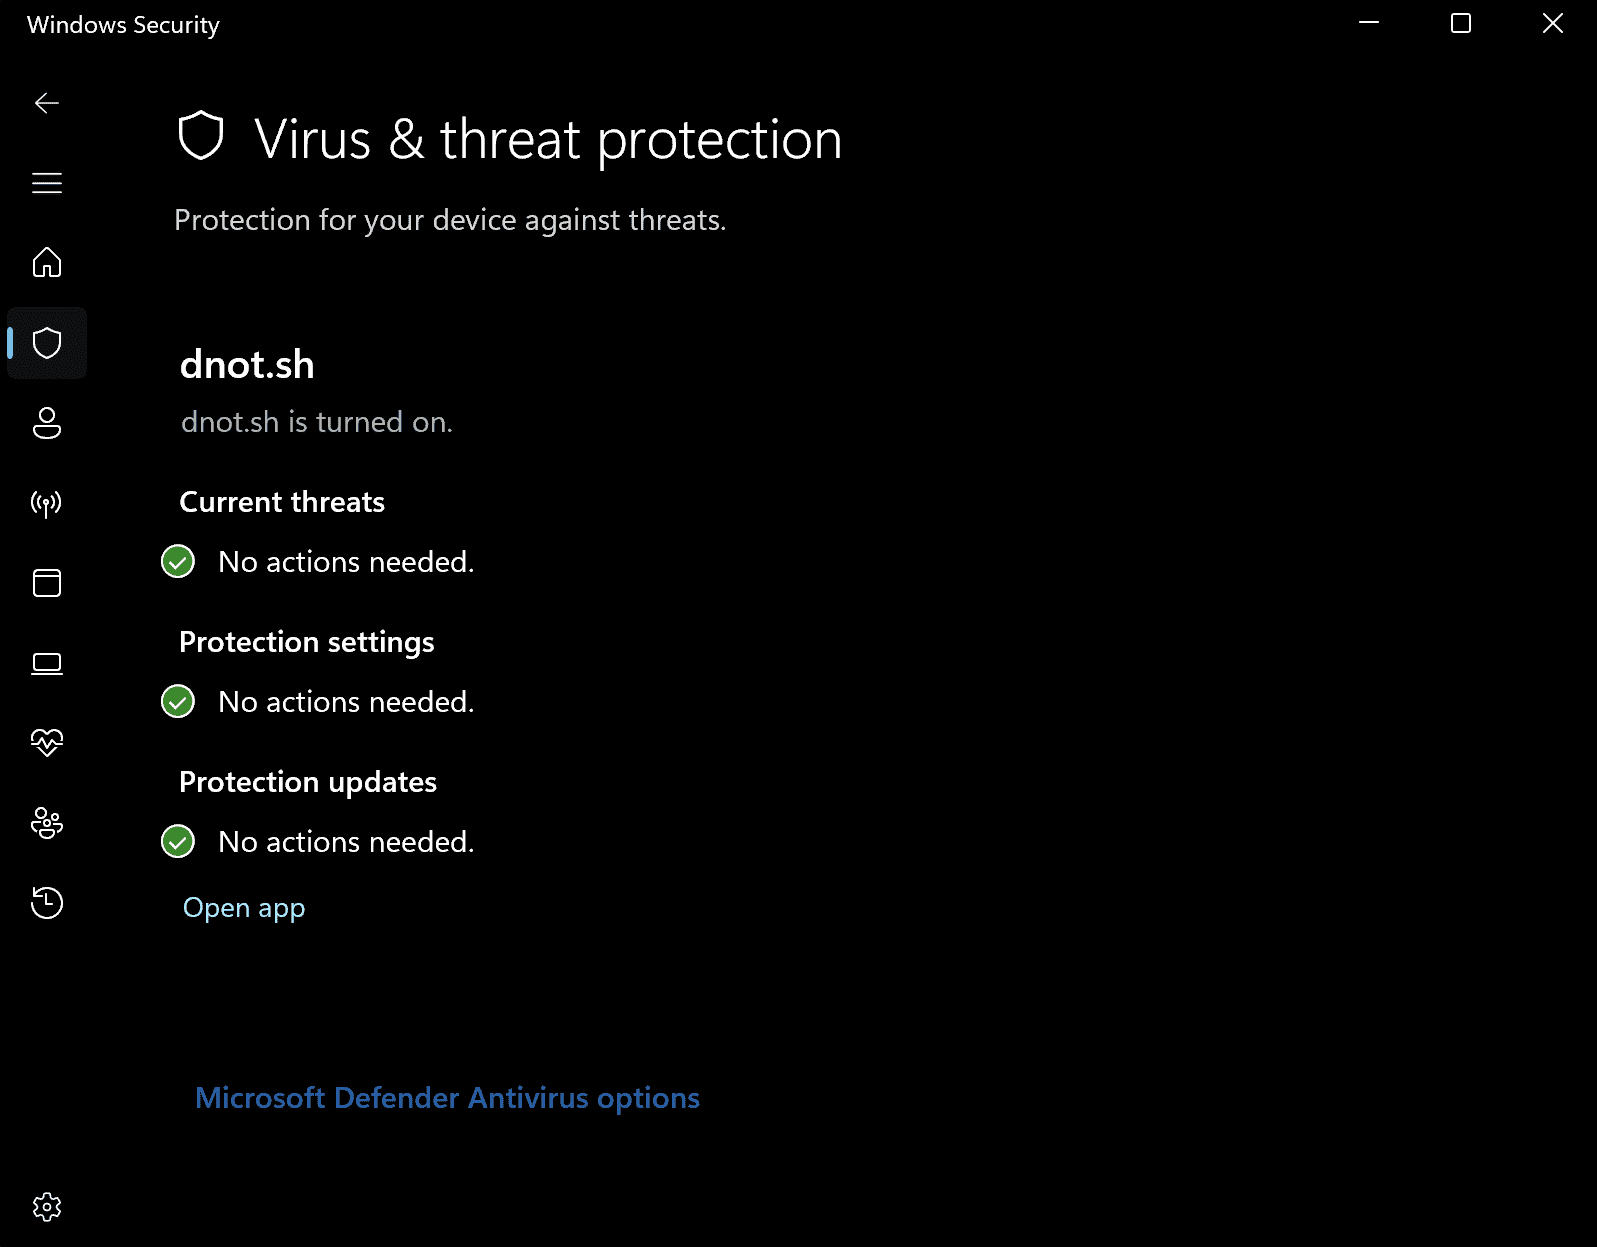 Windows Security
Virus & threat protection
Protection for your device against threats.
dnot.sh
dnot.sh is turned on.
Current threats
No actions needed.
Protection settings
No actions needed.
Protection updates
No actions needed.
Open app
Microsoft Defender Antivirus options